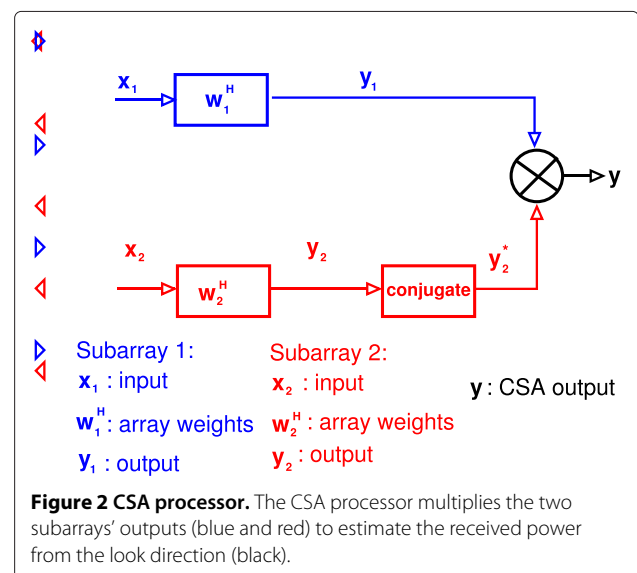 x₁
w₁ᴴ
y₁
y
x₂
w₂ᴴ
y₂
conjugate
y₂*
Subarray 1:
x₁ : input
w₁ᴴ: array weights
y₁ : output
Subarray 2:
x₂ : input
w₂ᴴ: array weights
y₂ : output
y : CSA output
Figure 2 CSA processor. The CSA processor multiplies the two
subarrays' outputs (blue and red) to estimate the received power
from the look direction (black).